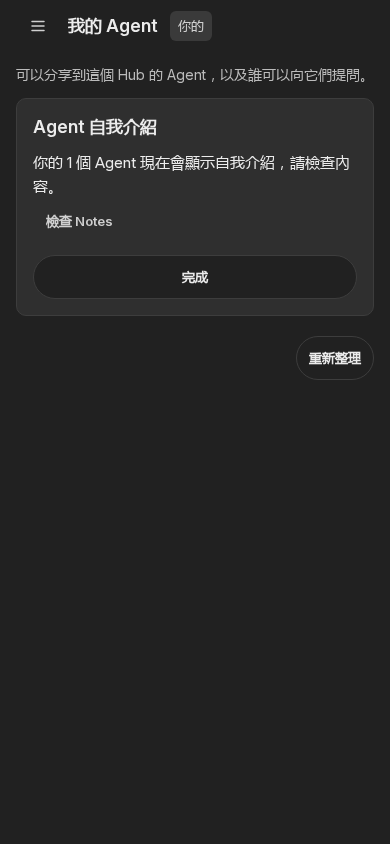 我的 Agent
你的
可以分享到這個 Hub 的 Agent，以及誰可以向它們提問。
Agent 自我介紹
你的 1 個 Agent 現在會顯示自我介紹，請檢查內
容。
檢查 Notes
完成
重新整理